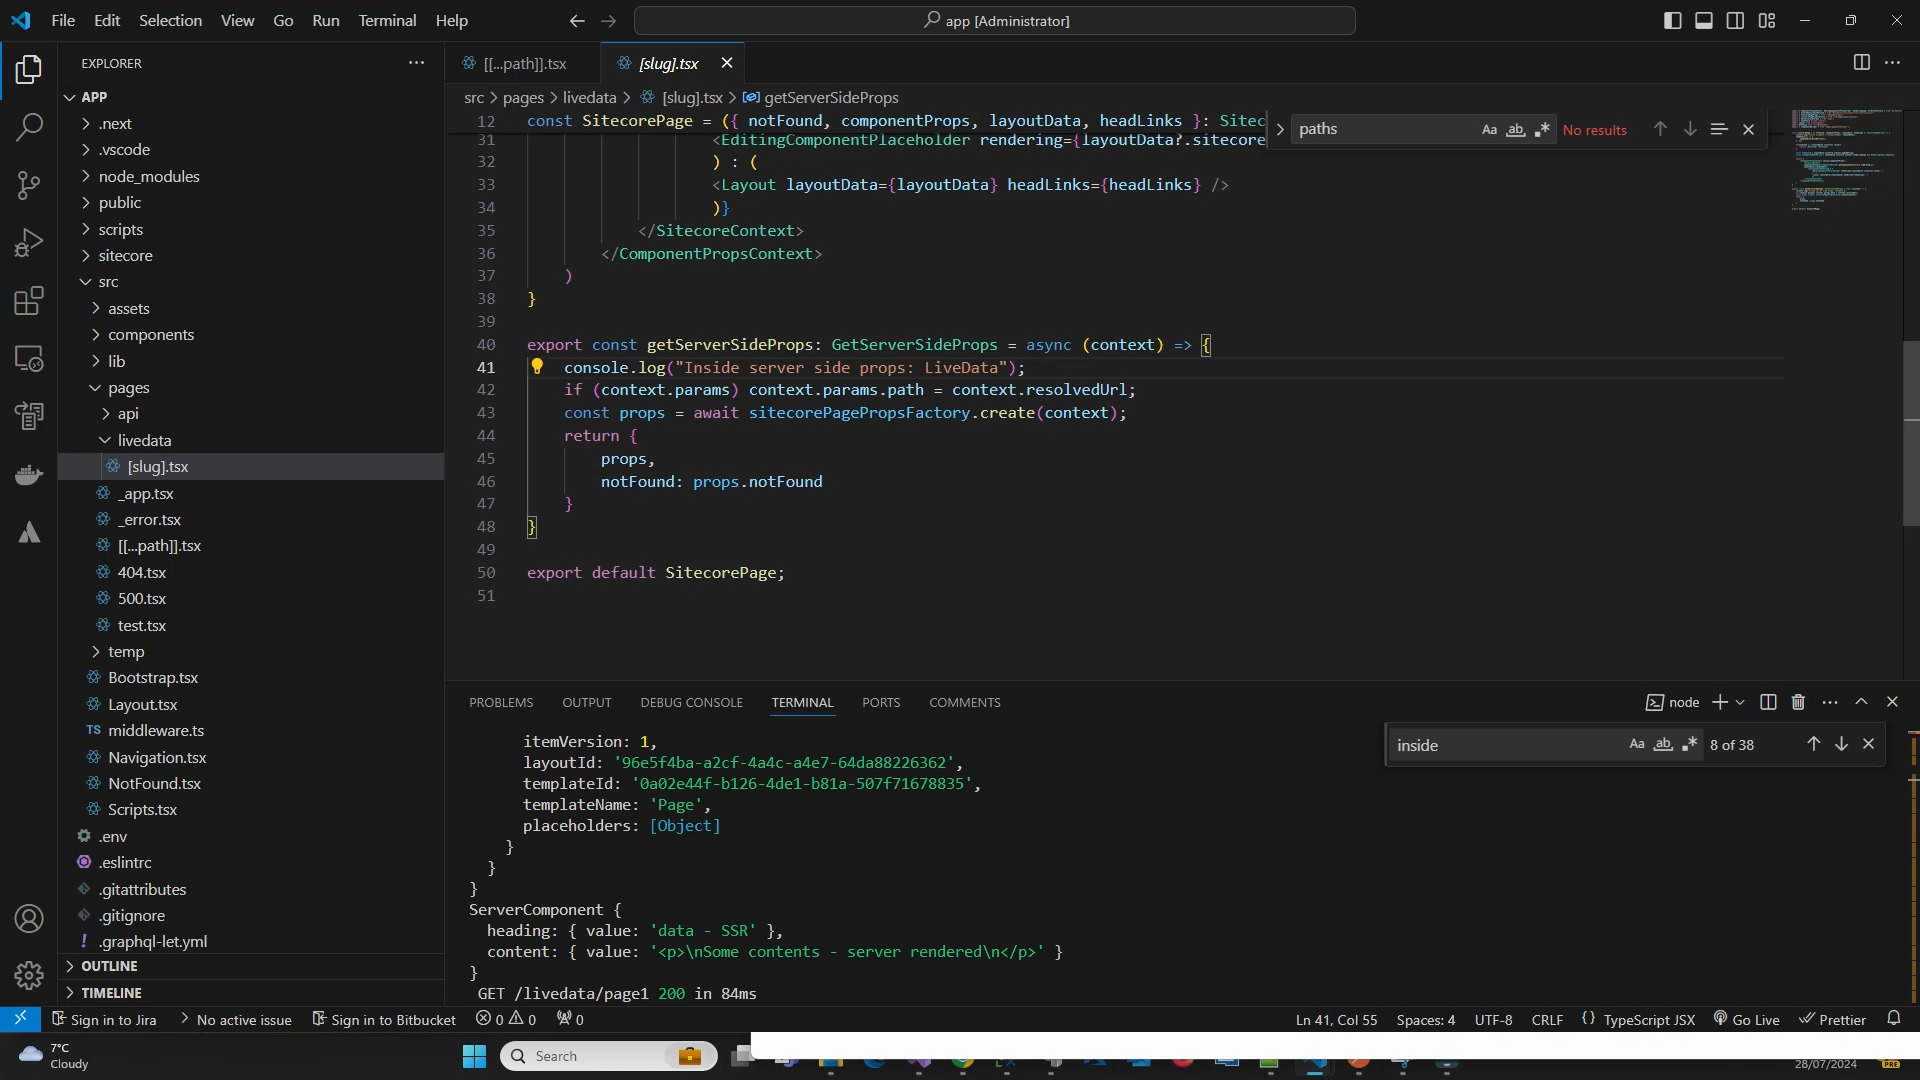 File Edit Selection View Go Run Terminal Help
app [Administrator]
EXPLORER
[[...path]].tsx
[slug].tsx
APP
.next
.vscode
node_modules
public
scripts
sitecore
src
assets
components
lib
pages
api
livedata
[slug].tsx
_app.tsx
_error.tsx
[[...path]].tsx
404.tsx
500.tsx
test.tsx
temp
Bootstrap.tsx
Layout.tsx
TS middleware.ts
Navigation.tsx
NotFound.tsx
Scripts.tsx
.env
.eslintrc
.gitattributes
.gitignore
! .graphql-let.yml
OUTLINE
TIMELINE
src > pages > livedata > [slug].tsx > getServerSideProps
paths Aa ab No results
12 const SitecorePage = ({ notFound, componentProps, layoutData, headLinks }: Sitec
31 <EditingComponentPlaceholder rendering={layoutData?.sitecore
32 ) : (
33 <Layout layoutData={layoutData} headLinks={headLinks} />
34 )}
35 </SitecoreContext>
36 </ComponentPropsContext>
37 )
38 }
39
40 export const getServerSideProps: GetServerSideProps = async (context) => {
41 console.log("Inside server side props: LiveData");
42 if (context.params) context.params.path = context.resolvedUrl;
43 const props = await sitecorePagePropsFactory.create(context);
44 return {
45 props,
46 notFound: props.notFound
47 }
48 }
49
50 export default SitecorePage;
51
PROBLEMS OUTPUT DEBUG CONSOLE TERMINAL PORTS COMMENTS
node
inside Aa ab 8 of 38
itemVersion: 1,
layoutId: '96e5f4ba-a2cf-4a4c-a4e7-64da88226362',
templateId: '0a02e44f-b126-4de1-b81a-507f71678835',
templateName: 'Page',
placeholders: [Object]
}
}
}
ServerComponent {
heading: { value: 'data - SSR' },
content: { value: '<p>\nSome contents - server rendered\n</p>' }
}
GET /livedata/page1 200 in 84ms
Sign in to Jira No active issue Sign in to Bitbucket 0 0 0
Ln 41, Col 55 Spaces: 4 UTF-8 CRLF {} TypeScript JSX Go Live Prettier
7°C
Cloudy
Search
28/07/2024
PRE